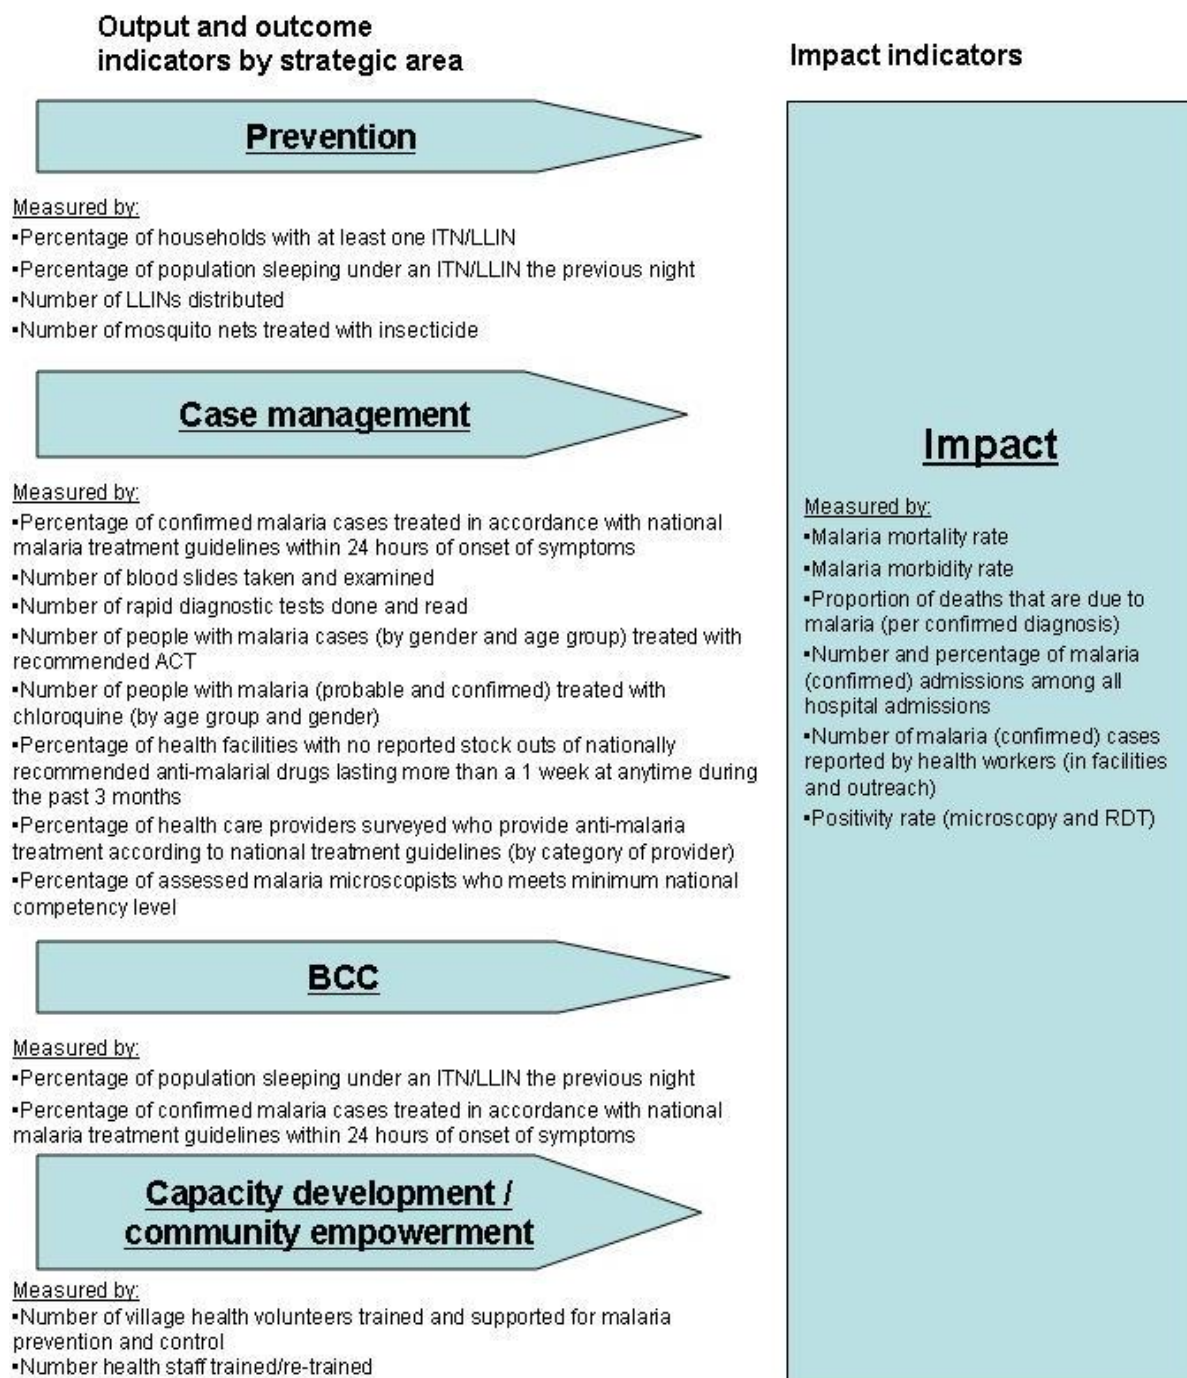 Output and outcome
indicators by strategic area
Prevention
Measured by:
▪Percentage of households with at least one ITN/LLIN
▪Percentage of population sleeping under an ITN/LLIN the previous night
▪Number of LLINs distributed
▪Number of mosquito nets treated with insecticide
Case management
Measured by:
▪Percentage of confirmed malaria cases treated in accordance with national
malaria treatment guidelines within 24 hours of onset of symptoms
▪Number of blood slides taken and examined
▪Number of rapid diagnostic tests done and read
▪Number of people with malaria cases (by gender and age group) treated with
recommended ACT
▪Number of people with malaria (probable and confirmed) treated with
chloroquine (by age group and gender)
▪Percentage of health facilities with no reported stock outs of nationally
recommended anti-malarial drugs lasting more than a 1 week at anytime during
the past 3 months
▪Percentage of health care providers surveyed who provide anti-malaria
treatment according to national treatment guidelines (by category of provider)
▪Percentage of assessed malaria microscopists who meets minimum national
competency level
BCC
Measured by:
▪Percentage of population sleeping under an ITN/LLIN the previous night
▪Percentage of confirmed malaria cases treated in accordance with national
malaria treatment guidelines within 24 hours of onset of symptoms
Capacity development /
community empowerment
Measured by:
▪Number of village health volunteers trained and supported for malaria
prevention and control
▪Number health staff trained/re-trained
Impact indicators
Impact
Measured by:
▪Malaria mortality rate
▪Malaria morbidity rate
▪Proportion of deaths that are due to
malaria (per confirmed diagnosis)
▪Number and percentage of malaria
(confirmed) admissions among all
hospital admissions
▪Number of malaria (confirmed) cases
reported by health workers (in facilities
and outreach)
▪Positivity rate (microscopy and RDT)